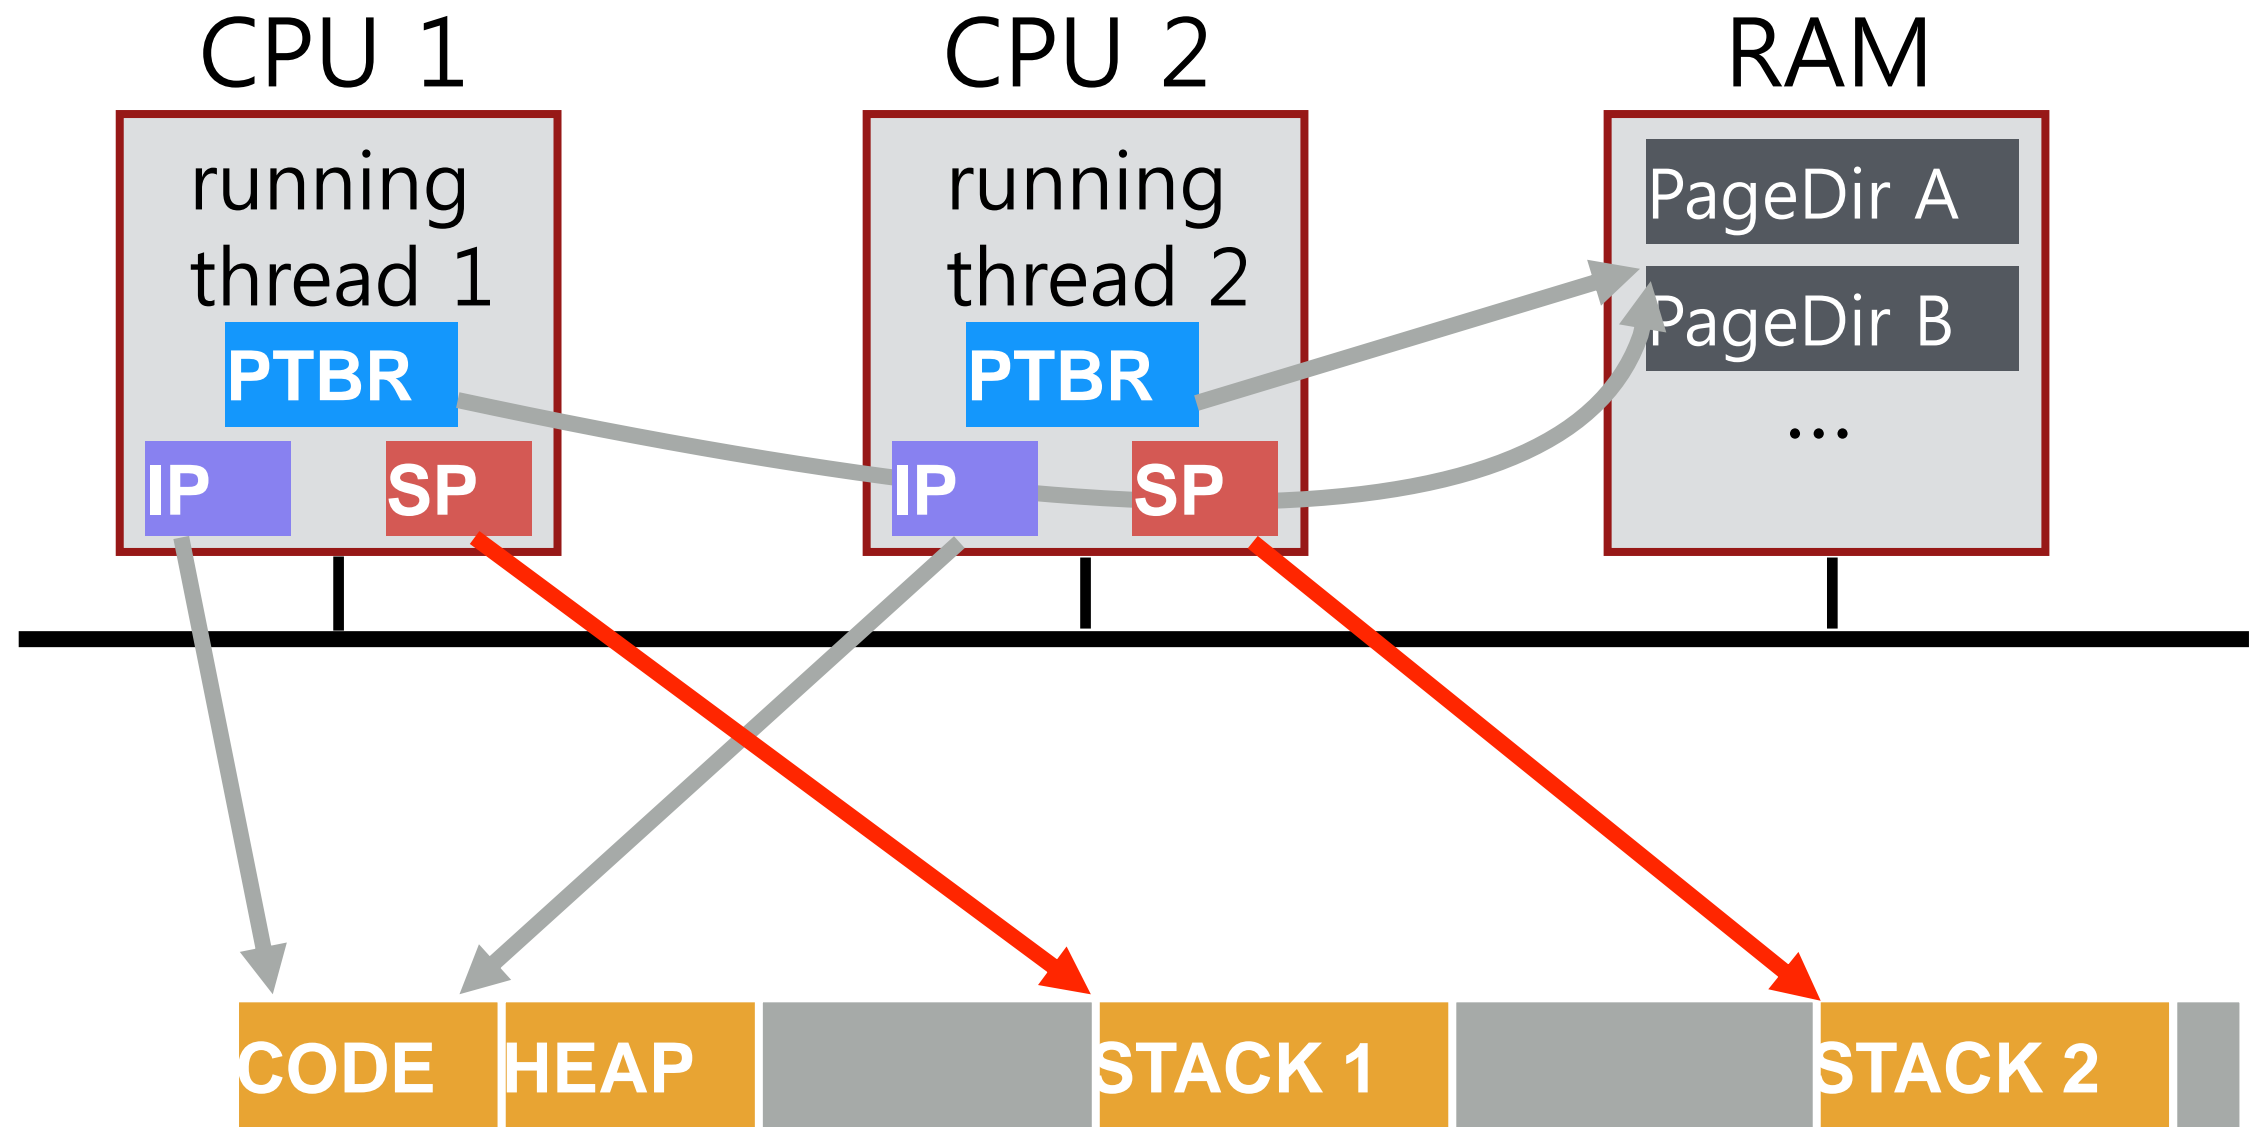 CPU 1
CPU 2
RAM
running
thread 1
PTBR
IP
SP
running
thread 2
PTBR
IP
SP
PageDir A
PageDir B
...
CODE
HEAP
STACK 1
STACK 2